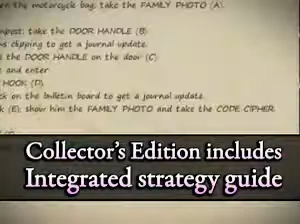 the motorcycle bag; take the FAMILY PHOTO (A).
take the DOOR HANDLE (B)
clipping to get a journal update.
the DOOR HANDLE on the door (C)
and enter
HOOK (D)
on the bulletin board to get a journal update.
(E); show him the FAMILY PHOTO and take the CODE CIPHER.
Collector's Edition includes
Integrated strategy guide